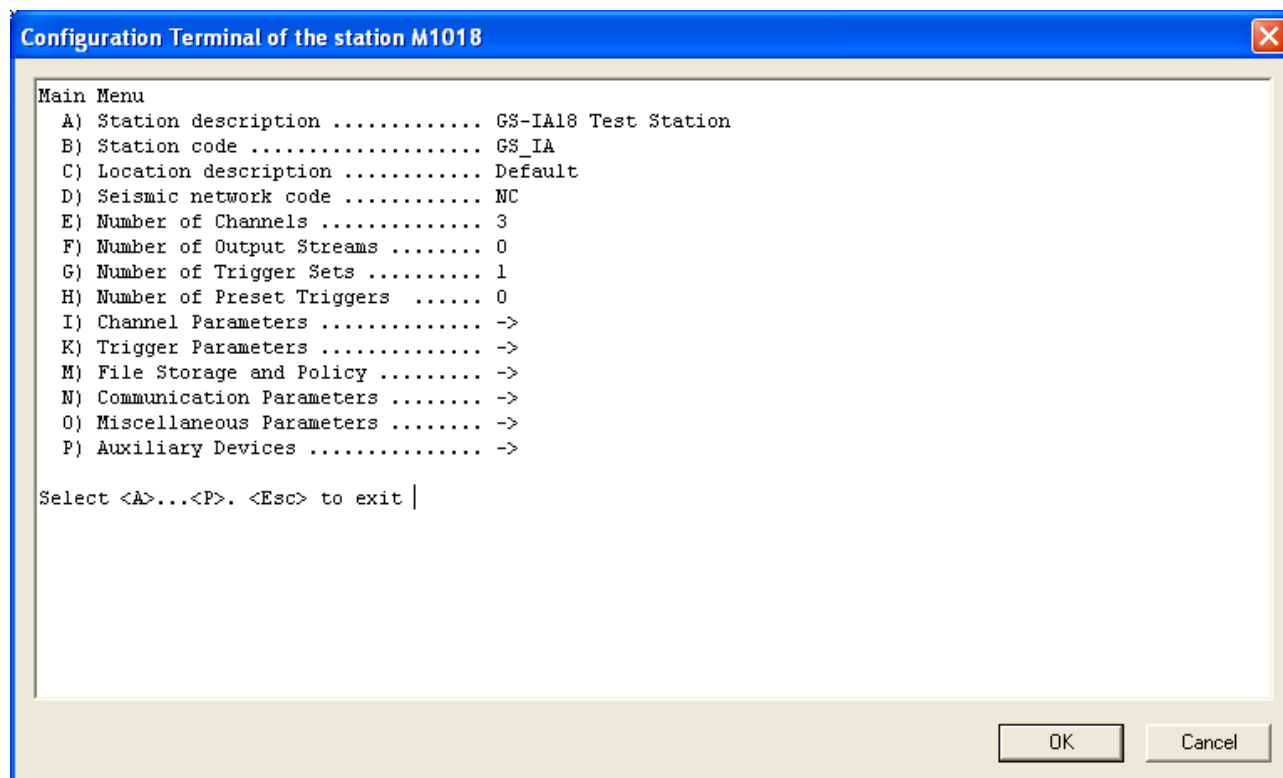 Configuration Terminal of the station M1018
Main Menu
A) Station description ............. GS-IA18 Test Station
B) Station code .................... GS_IA
C) Location description ............ Default
D) Seismic network code ............ NC
E) Number of Channels .............. 3
F) Number of Output Streams ........ 0
G) Number of Trigger Sets .......... 1
H) Number of Preset Triggers  ...... 0
I) Channel Parameters .............. ->
K) Trigger Parameters .............. ->
M) File Storage and Policy ......... ->
N) Communication Parameters ........ ->
O) Miscellaneous Parameters ........ ->
P) Auxiliary Devices ............... ->
Select <A>...<P>. <Esc> to exit
OK Cancel